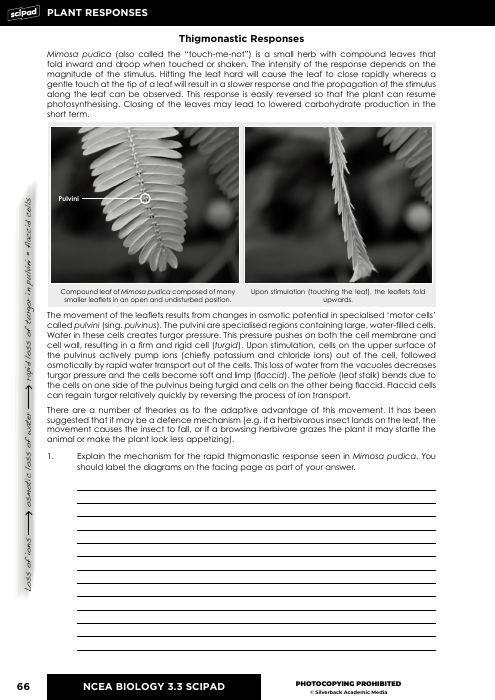 scipad PLANT RESPONSES
Thigmonastic Responses
Mimosa pudica (also called the “touch-me-not”) is a small herb with compound leaves that
fold inward and droop when touched or shaken. The intensity of the response depends on the
magnitude of the stimulus. Hitting the leaf hard will cause the leaf to close rapidly whereas a
gentle touch at the tip of a leaf will result in a slower response and the propagation of the stimulus
along the leaf can be observed. This response is easily reversed so that the plant can resume
photosynthesising. Closing of the leaves may lead to lowered carbohydrate production in the
short term.
Pulvini
Compound leaf of Mimosa pudica composed of many
smaller leaflets in an open and undisturbed position.
Upon stimulation (touching the leaf), the leaflets fold
upwards.
The movement of the leaflets results from changes in osmotic potential in specialised ‘motor cells’
called pulvini (sing. pulvinus). The pulvini are specialised regions containing large, water-filled cells.
Water in these cells creates turgor pressure. This pressure pushes on both the cell membrane and
cell wall, resulting in a firm and rigid cell (turgid). Upon stimulation, cells on the upper surface of
the pulvinus actively pump ions (chiefly potassium and chloride ions) out of the cell, followed
osmotically by rapid water transport out of the cells. This loss of water from the vacuoles decreases
turgor pressure and the cells become soft and limp (flaccid). The petiole (leaf stalk) bends due to
the cells on one side of the pulvinus being turgid and cells on the other being flaccid. Flaccid cells
can regain turgor relatively quickly by reversing the process of ion transport.
There are a number of theories as to the adaptive advantage of this movement. It has been
suggested that it may be a defence mechanism (e.g. if a herbivorous insect lands on the leaf, the
movement causes the insect to fall, or if a browsing herbivore grazes the plant it may startle the
animal or make the plant look less appetizing).
1. Explain the mechanism for the rapid thigmonastic response seen in Mimosa pudica. You
should label the diagrams on the facing page as part of your answer.
Loss of ions → osmotic loss of water → rapid loss of turgor in pulvini = flaccid cells
66 NCEA BIOLOGY 3.3 SCIPAD
PHOTOCOPYING PROHIBITED
© Silverback Academic Media